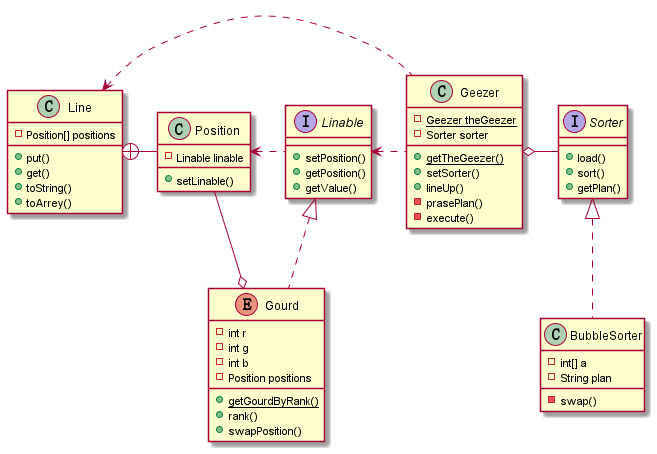 C Line
Position[] positions
put()
get()
toString()
toArrey()
C Position
Linable linable
setLinable()
I Linable
setPosition()
getPosition()
getValue()
C Geezer
Geezer theGeezer
Sorter sorter
getTheGeezer()
setSorter()
lineUp()
prasePlan()
execute()
I Sorter
load()
sort()
getPlan()
E Gourd
int r
int g
int b
Position positions
getGourdByRank()
rank()
swapPosition()
C BubbleSorter
int[] a
String plan
swap()